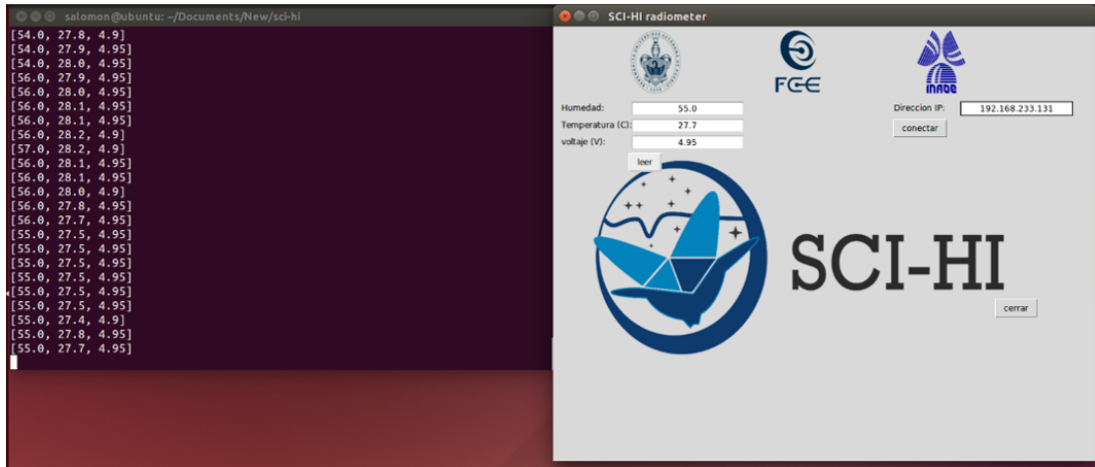 salomon@ubuntu: ~/Documents/New/sci-hi
[54.0, 27.8, 4.9]
[54.0, 27.9, 4.95]
[54.0, 28.0, 4.95]
[56.0, 27.9, 4.95]
[56.0, 28.0, 4.95]
[56.0, 28.1, 4.95]
[56.0, 28.1, 4.95]
[56.0, 28.2, 4.9]
[57.0, 28.2, 4.9]
[56.0, 28.1, 4.95]
[56.0, 28.1, 4.95]
[56.0, 28.0, 4.9]
[56.0, 27.8, 4.95]
[56.0, 27.7, 4.95]
[55.0, 27.5, 4.95]
[55.0, 27.5, 4.95]
[55.0, 27.5, 4.95]
[55.0, 27.5, 4.95]
[55.0, 27.5, 4.95]
[55.0, 27.5, 4.95]
[55.0, 27.4, 4.9]
[55.0, 27.8, 4.95]
[55.0, 27.7, 4.95]
SCI-HI radiometer
FCE
INAOE
Humedad: 55.0
Direccion IP: 192.168.233.131
Temperatura (C): 27.7
conectar
voltaje (V): 4.95
leer
SCI-HI
cerrar